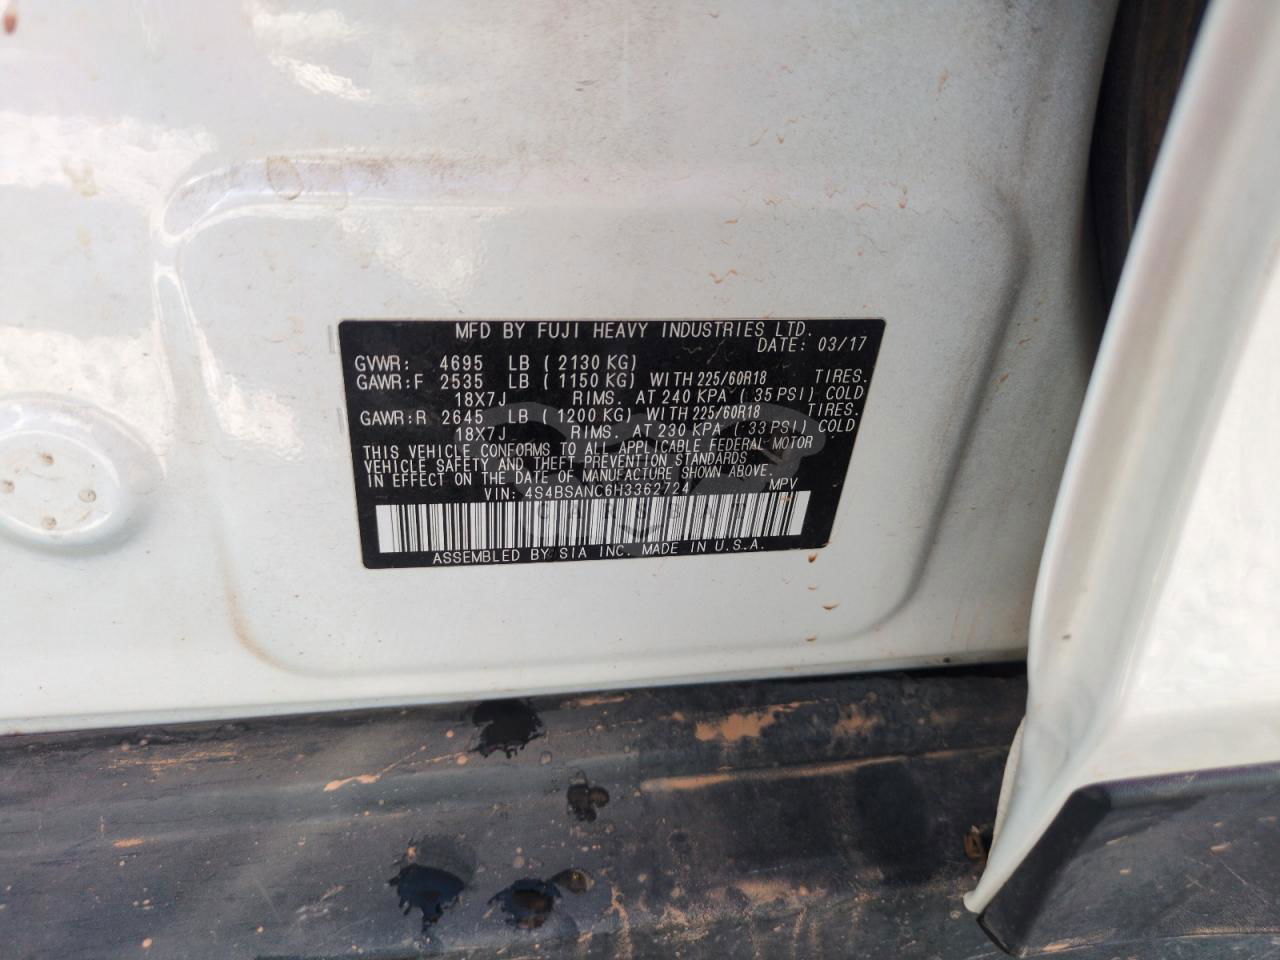 MFD BY FUJI HEAVY INDUSTRIES LTD.
DATE: 03/17
GVWR: 4695 LB (2130 KG)
GAWR:F 2535 LB (1150 KG) WITH 225/60R18 TIRES.
18X7J RIMS. AT 240 KPA (35 PSI) COLD
GAWR:R 2645 LB (1200 KG) WITH 225/60R18 TIRES.
18X7J RIMS. AT 230 KPA (33 PSI) COLD
THIS VEHICLE CONFORMS TO ALL APPLICABLE FEDERAL MOTOR
VEHICLE SAFETY AND THEFT PREVENTION STANDARDS
IN EFFECT ON THE DATE OF MANUFACTURE SHOWN ABOVE.
VIN: 4S4BSANC6H3362724 MPV
ASSEMBLED BY SIA INC. MADE IN U.S.A.